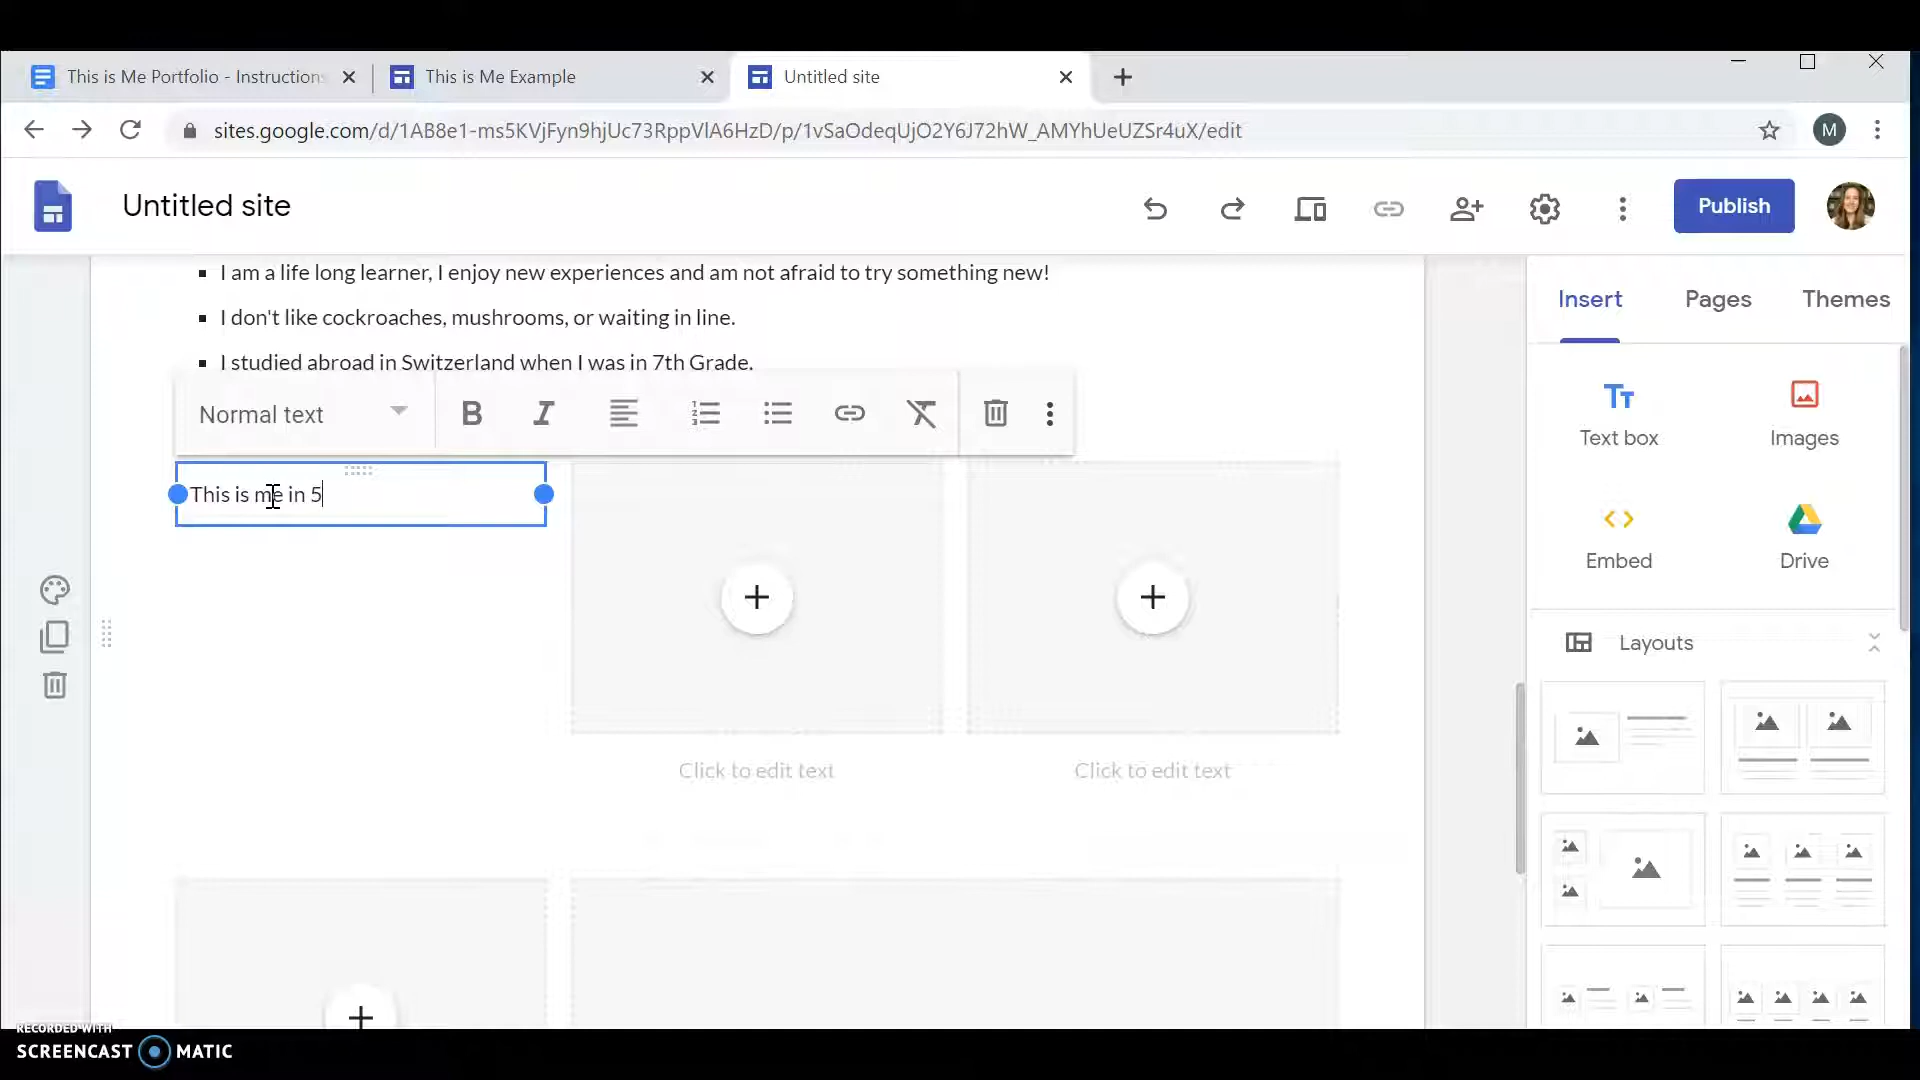 This is Me Portfolio - Instructions
This is Me Example
Untitled site
sites.google.com/d/1AB8e1-ms5KVjFyn9hjUc73RppVlA6HzD/p/1vSaOdeqUjO2Y6J72hW_AMYhUeUZSr4uX/edit
M
Untitled site
Publish
I am a life long learner, I enjoy new experiences and am not afraid to try something new!
I don't like cockroaches, mushrooms, or waiting in line.
I studied abroad in Switzerland when I was in 7th Grade.
Normal text
B
I
This is me in 5
Click to edit text
Click to edit text
Insert
Pages
Themes
Text box
Images
Embed
Drive
Layouts
RECORDED WITH
SCREENCAST MATIC